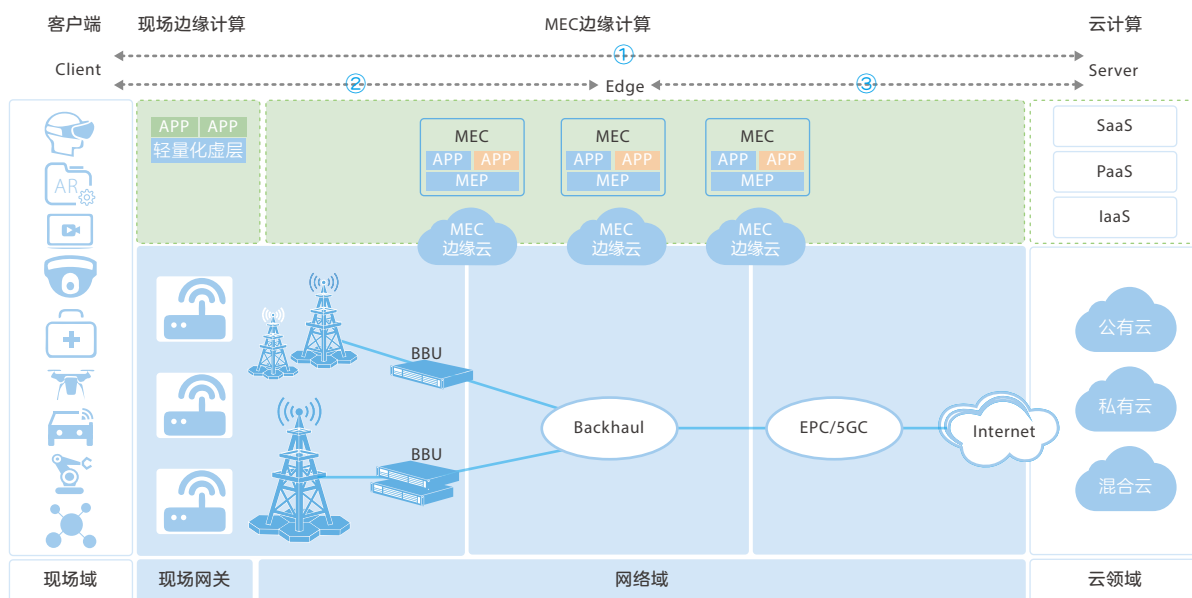 客户端
现场边缘计算
MEC边缘计算
云计算
①
Client
Server
②
Edge
③
APP APP
轻量化虚层
MEC
APP APP
MEP
MEC
APP APP
MEP
MEC
APP APP
MEP
SaaS
PaaS
IaaS
AR
MEC
边缘云
MEC
边缘云
MEC
边缘云
BBU
BBU
Backhaul
EPC/5GC
Internet
公有云
私有云
混合云
现场域
现场网关
网络域
云领域